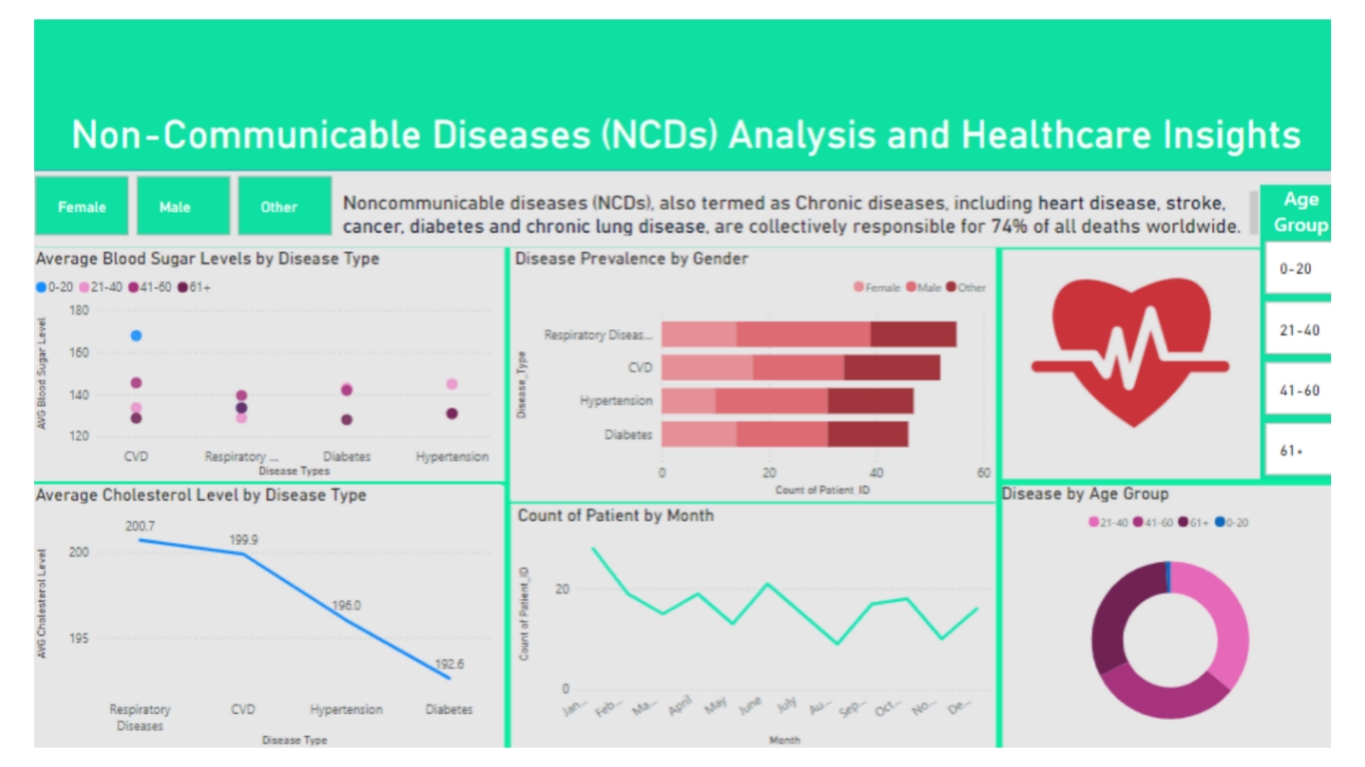 Non-Communicable Diseases (NCDs) Analysis and Healthcare Insights
Female
Male
Other
Noncommunicable diseases (NCDs), also termed as Chronic diseases, including heart disease, stroke,
cancer, diabetes and chronic lung disease, are collectively responsible for 74% of all deaths worldwide.
Age
Group
0-20
21-40
41-60
61+
Average Blood Sugar Levels by Disease Type
0-20 21-40 41-60 61+
AVG Blood Sugar Level
180
160
140
120
CVD
Respiratory ...
Diabetes
Hypertension
Disease Types
Disease Prevalence by Gender
Female Male Other
Disease_Type
Respiratory Diseas...
CVD
Hypertension
Diabetes
0 20 40 60
Count of Patient_ID
Average Cholesterol Level by Disease Type
AVG Cholesterol Level
200
195
200.7
199.9
196.0
192.6
Respiratory
Diseases
CVD
Hypertension
Diabetes
Disease Type
Count of Patient by Month
Count of Patient_ID
20
0
Jan... Feb... Ma... April May June July Au... Sep... Oct... No... De...
Month
Disease by Age Group
21-40 41-60 61+ 0-20